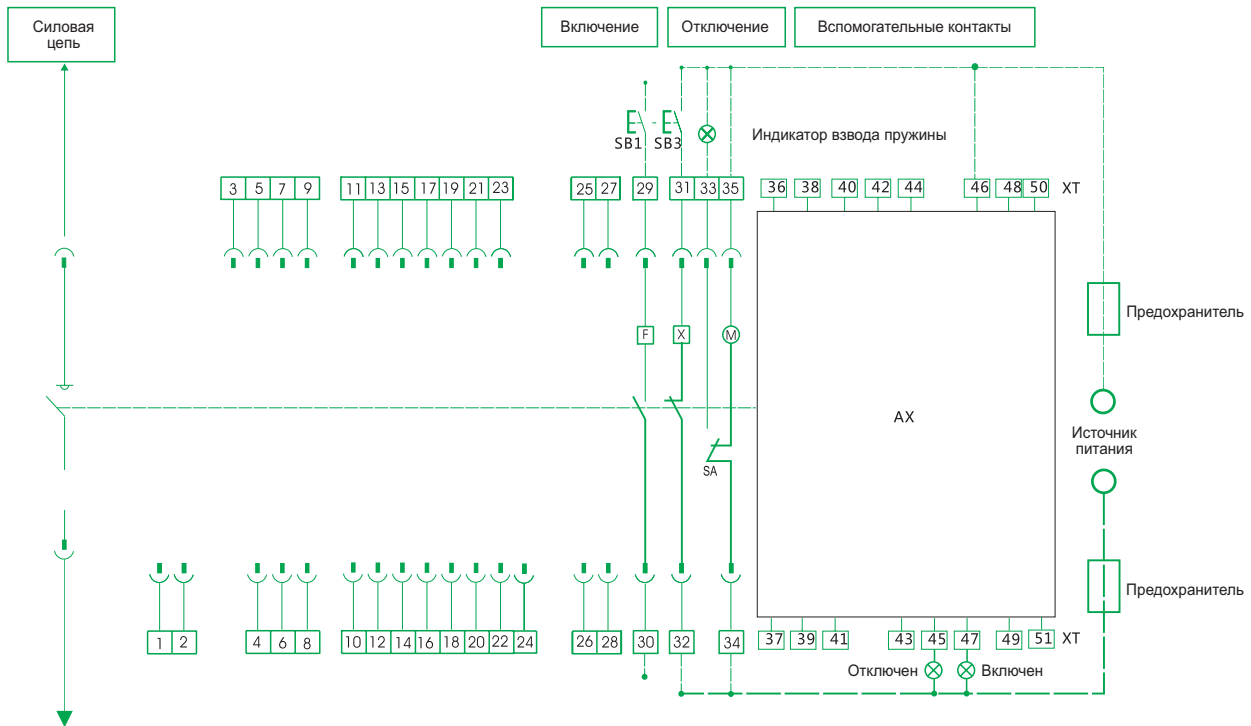 Силовая
цепь
Включение
Отключение
Вспомогательные контакты
SB1 SB3
Индикатор взвода пружины
3 5 7 9 11 13 15 17 19 21 23 25 27 29 31 33 35 36 38 40 42 44 46 48 50 XT
F X M
Предохранитель
AX
SA
Источник
питания
Предохранитель
1 2 4 6 8 10 12 14 16 18 20 22 24 26 28 30 32 34 37 39 41 43 45 47 49 51 XT
Отключен Включен